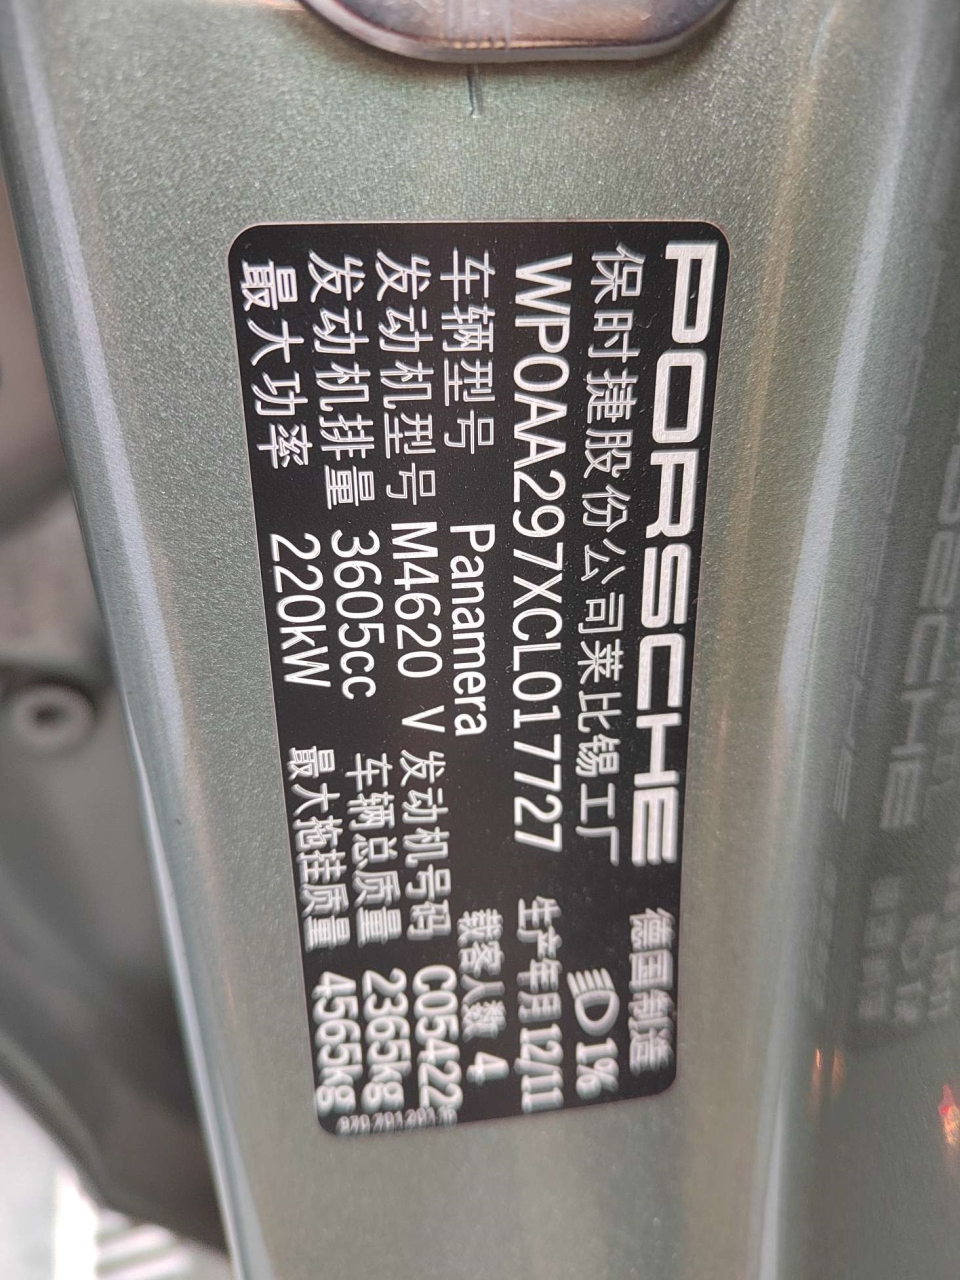 PORSCHE 德国制造
保时捷股份公司莱比锡工厂 1%
WP0AA297XCL017727 生产年月 12/11
车辆型号 Panamera 载客人数 4
发动机型号 M4620 V 发动机号码 C05422
发动机排量 3605cc 车辆总质量 2365kg
最大功率 220kW 最大拖挂质量 4565kg